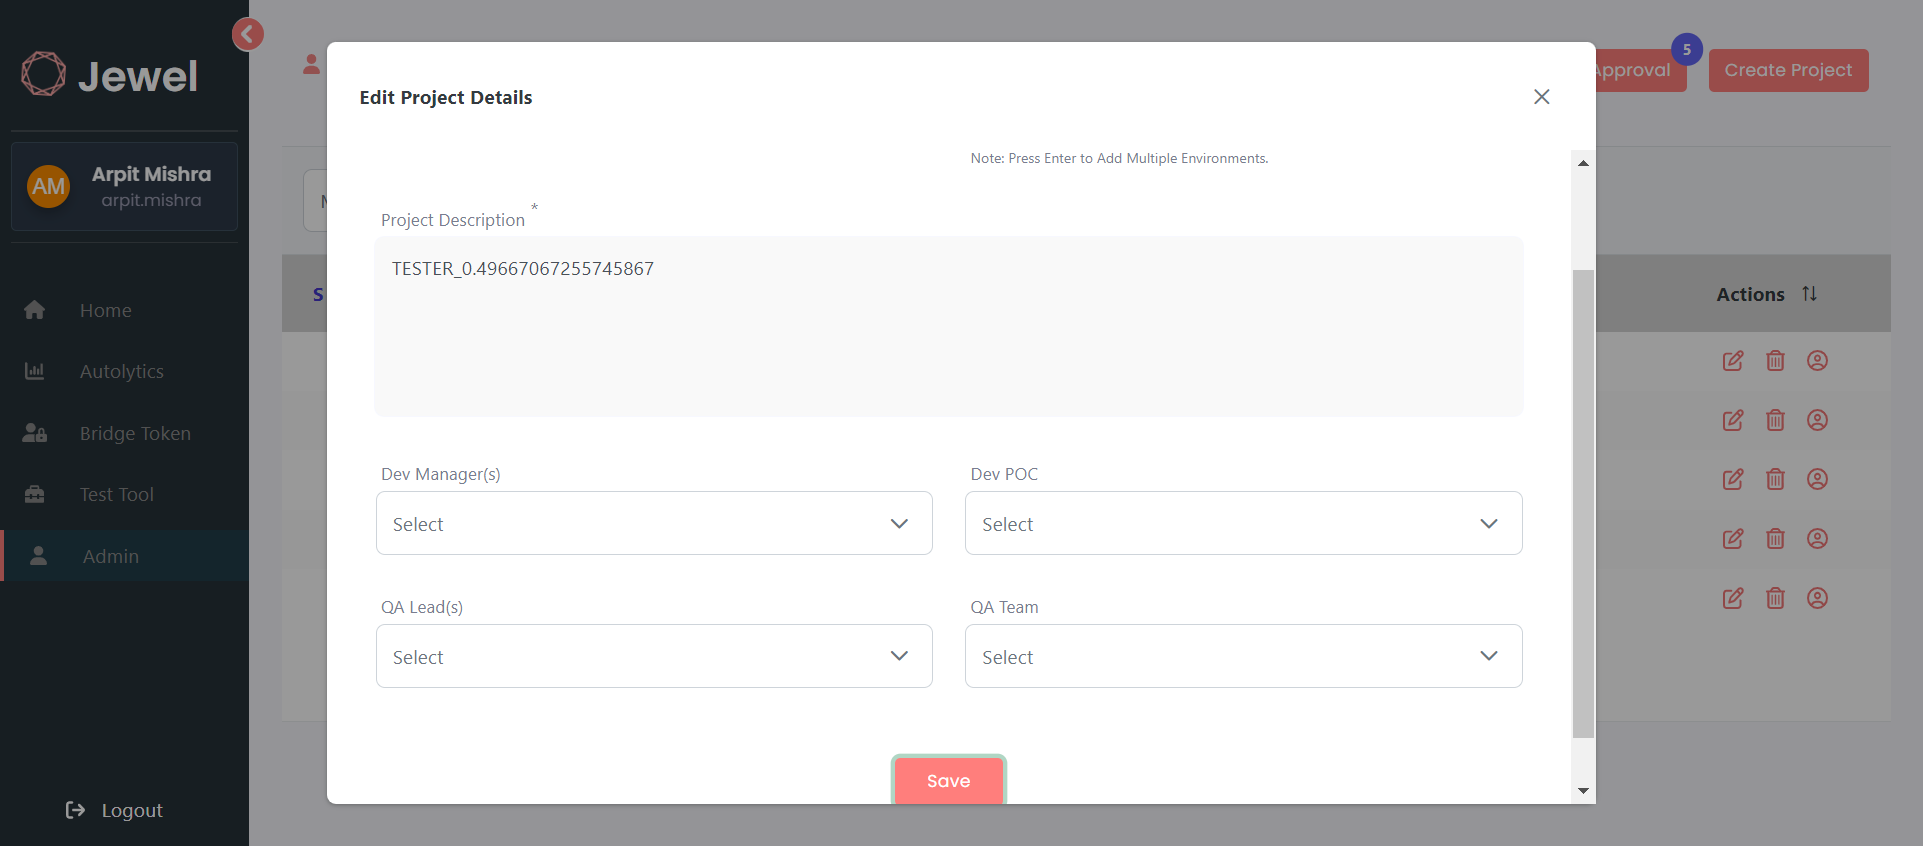 Jewel
AM
Arpit Mishra
arpit.mishra
Home
Autolytics
Bridge Token
Test Tool
Admin
Logout
Approval
5
Create Project
Actions
Edit Project Details
Note: Press Enter to Add Multiple Environments.
Project Description *
TESTER_0.49667067255745867
Dev Manager(s)
Dev POC
Select
Select
QA Lead(s)
QA Team
Select
Select
Save